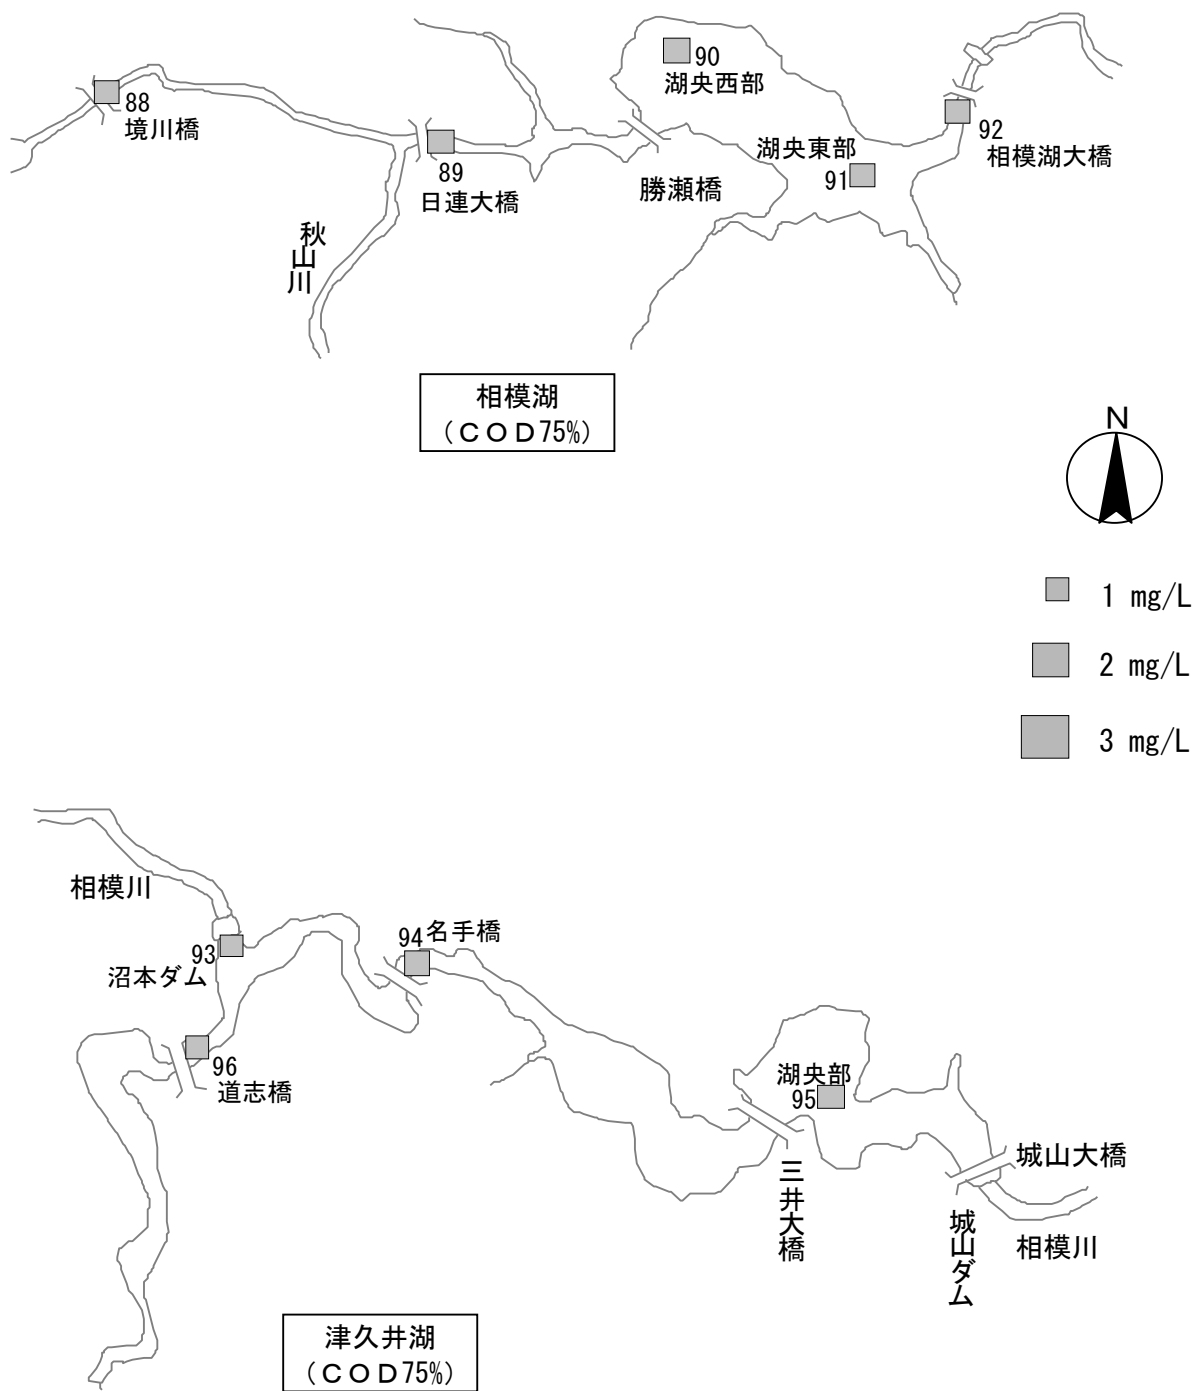 90
湖央西部
88
境川橋
92
相模湖大橋
湖央東部
91
89
日連大橋
勝瀬橋
秋山川
相模湖
(ＣＯＤ75%)
N
1 mg/L
2 mg/L
3 mg/L
相模川
94
名手橋
93
沼本ダム
96
道志橋
湖央部
95
城山大橋
三井大橋
城山ダム
相模川
津久井湖
(ＣＯＤ75%)